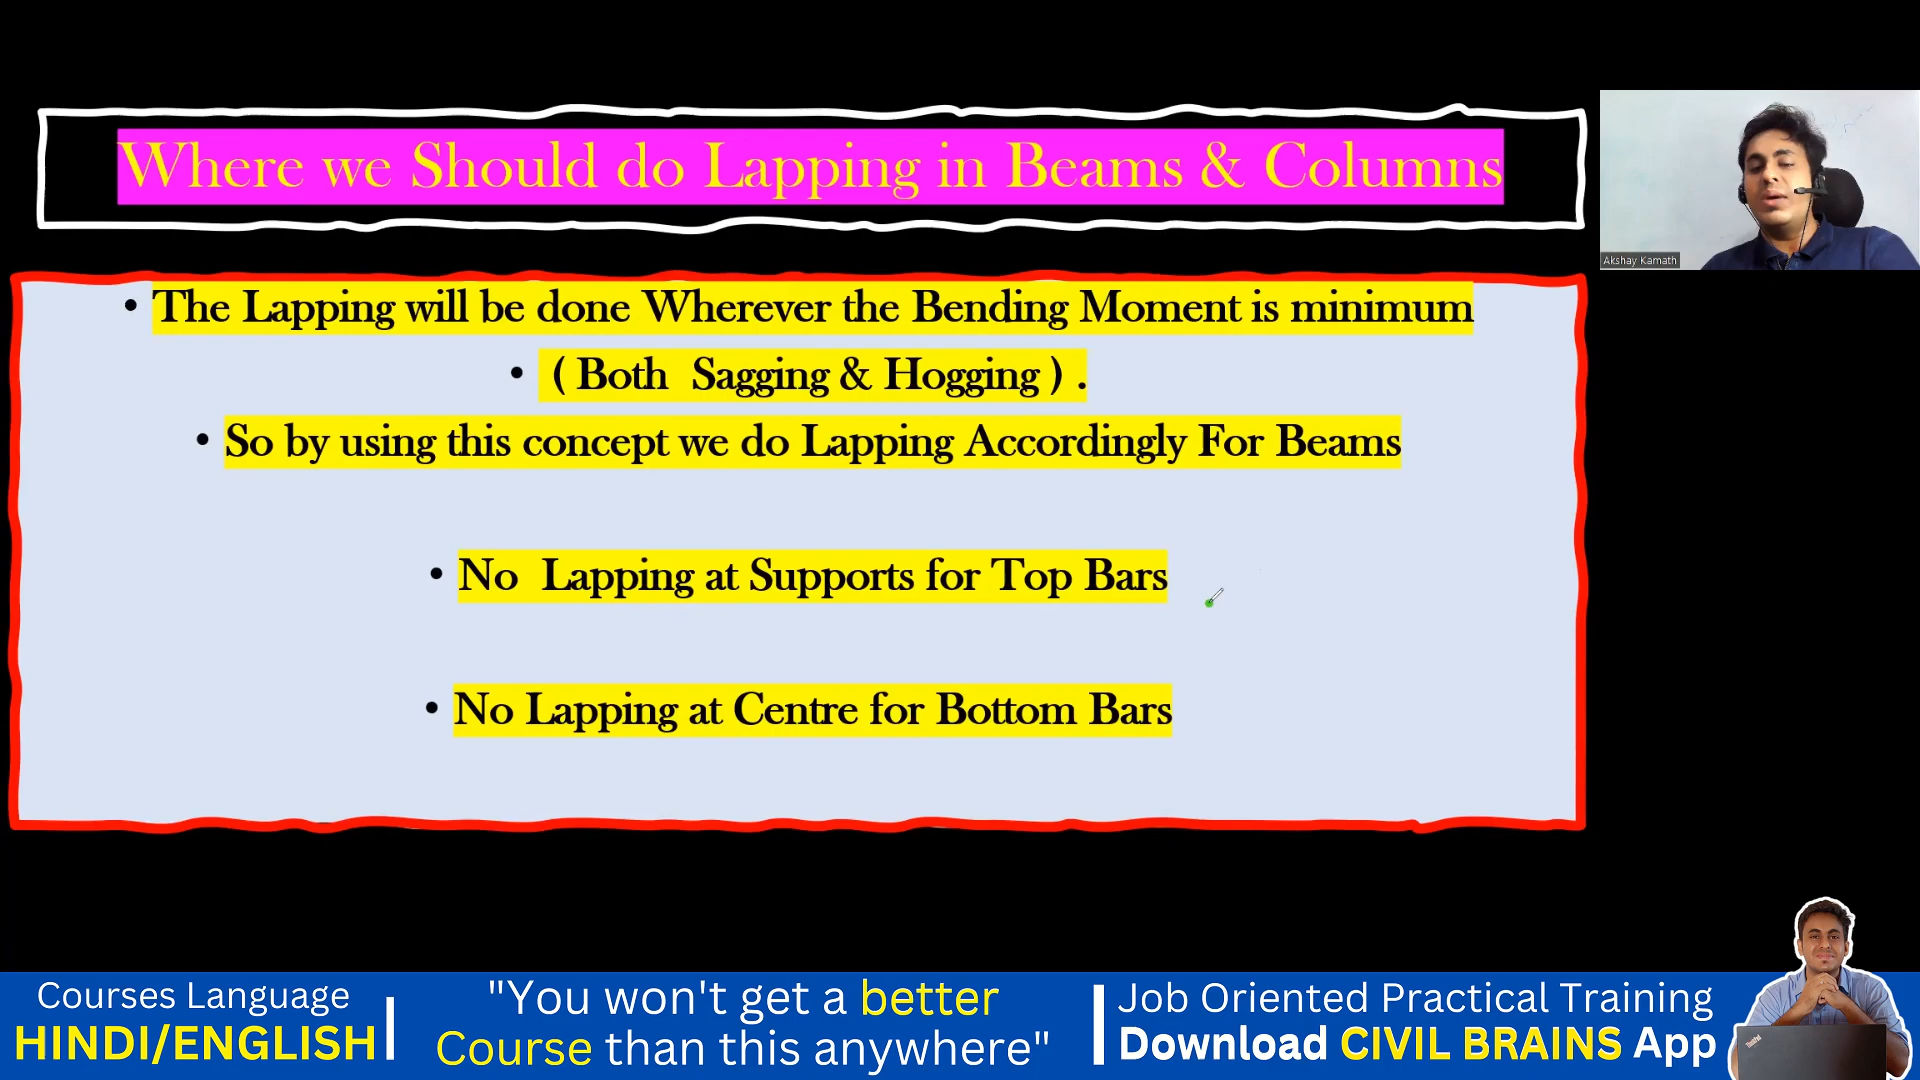 Where we Should do Lapping in Beams & Columns
Akshay Kamath
• The Lapping will be done Wherever the Bending Moment is minimum
• ( Both Sagging & Hogging ) .
• So by using this concept we do Lapping Accordingly For Beams
• No Lapping at Supports for Top Bars
• No Lapping at Centre for Bottom Bars
Courses Language
HINDI/ENGLISH
"You won't get a better
Course than this anywhere"
Job Oriented Practical Training
Download CIVIL BRAINS App
ThinkPad